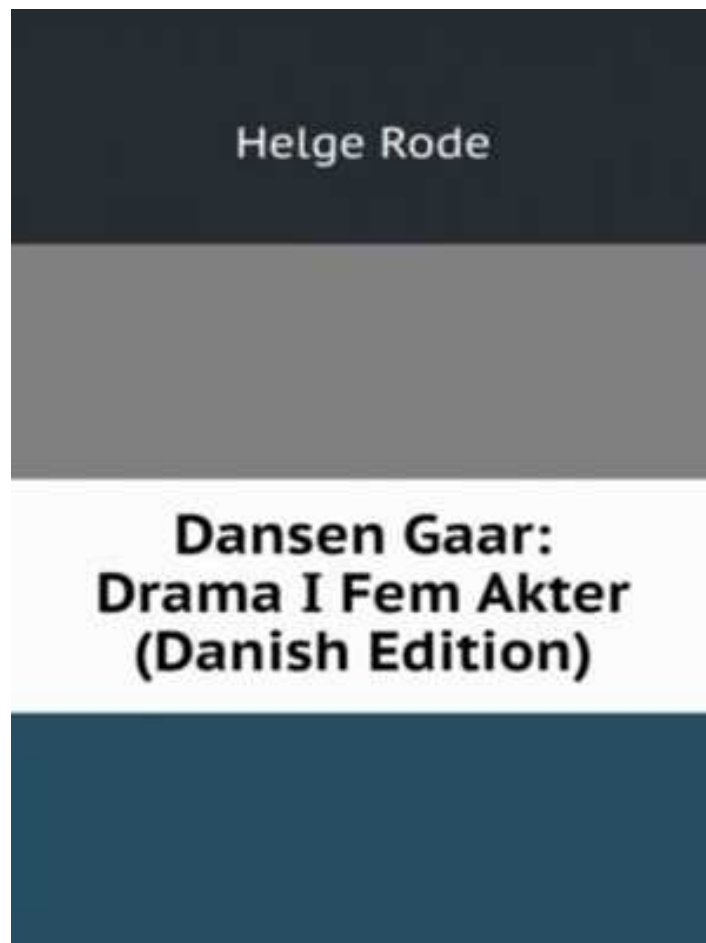 Helge Rode
Dansen Gaar:
Drama I Fem Akter
(Danish Edition)